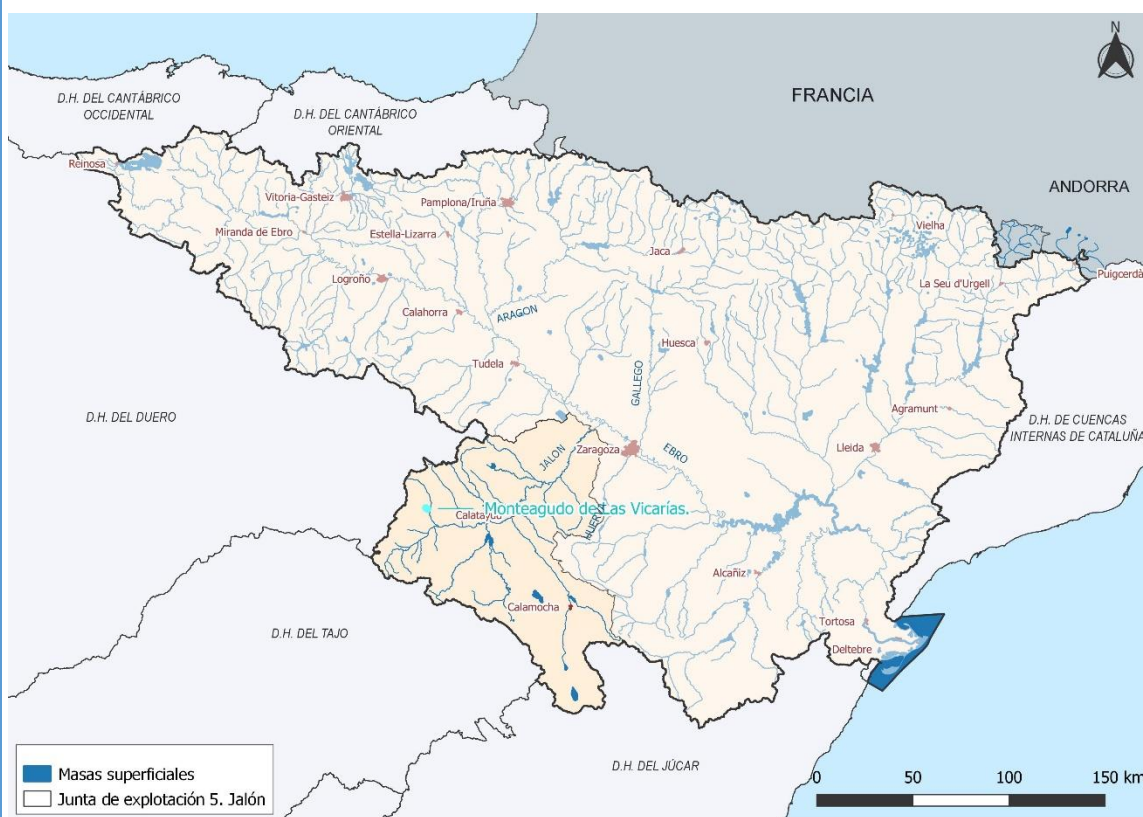 N
FRANCIA
D.H. DEL CANTÁBRICO
OCCIDENTAL
D.H. DEL CANTÁBRICO
ORIENTAL
Reinosa
ANDORRA
Vitoria-Gasteiz
Pamplona/Iruña
Miranda de Ebro
Estella-Lizarra
Vielha
Jaca
Puigcerdà
Logroño
La Seu d'Urgell
Calahorra
ARAGON
Huesca
Tudela
GALLEGO
Agramunt
D.H. DEL DUERO
D.H. DE CUENCAS
INTERNAS DE CATALUÑA
JALON
Zaragoza
EBRO
Lleida
Monteagudo de Las Vicarías.
Calatayud
HUERVA
Alcañiz
Calamocha
Tortosa
D.H. DEL TAJO
Deltebre
D.H. DEL JÚCAR
Masas superficiales
Junta de explotación 5. Jalón
0 50 100 150 km